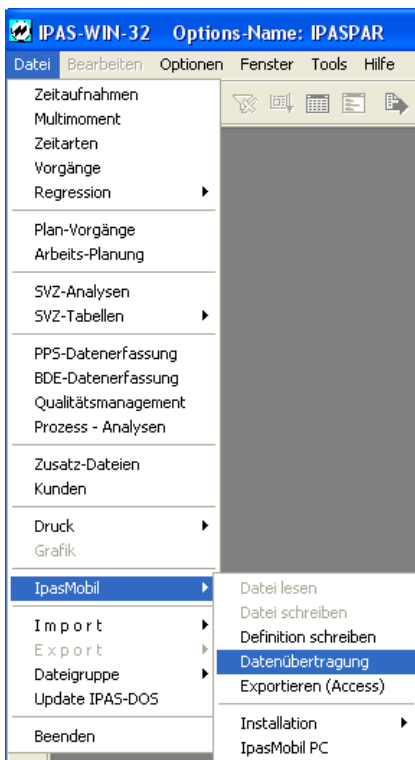 IPAS-WIN-32 Options-Name: IPASPAR
Datei Bearbeiten Optionen Fenster Tools Hilfe
Zeitaufnahmen
Multimoment
Zeitarten
Vorgänge
Regression
Plan-Vorgänge
Arbeits-Planung
SVZ-Analysen
SVZ-Tabellen
PPS-Datenerfassung
BDE-Datenerfassung
Qualitätsmanagement
Prozess - Analysen
Zusatz-Dateien
Kunden
Druck
Grafik
IpasMobil
Import
Export
Dateigruppe
Update IPAS-DOS
Beenden
Datei lesen
Datei schreiben
Definition schreiben
Datenübertragung
Exportieren (Access)
Installation
IpasMobil PC